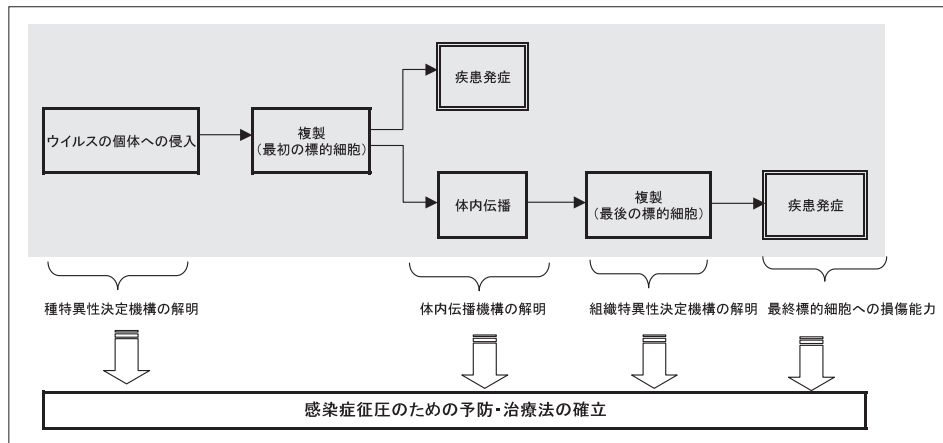 疾患発症
ウイルスの個体への侵入
複製
(最初の標的細胞)
体内伝播
複製
(最後の標的細胞)
疾患発症
種特異性決定機構の解明
体内伝播機構の解明
組織特異性決定機構の解明
最終標的細胞への損傷能力
感染症征圧のための予防・治療法の確立